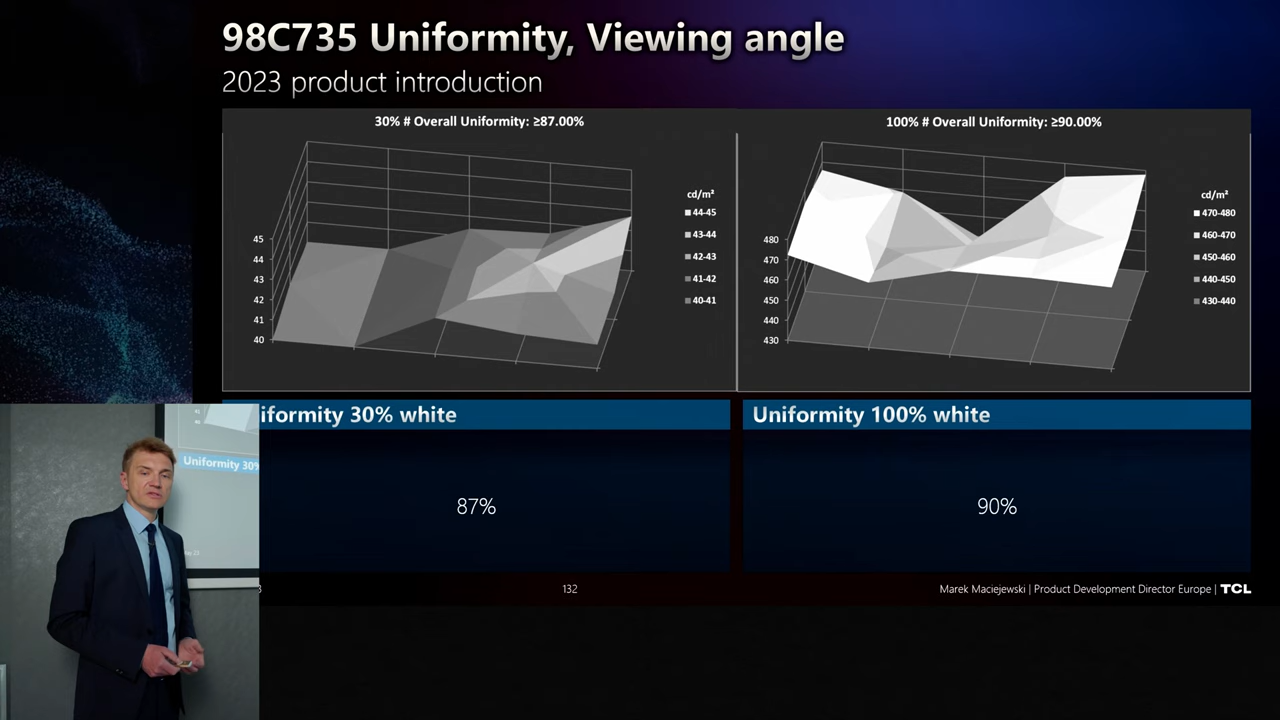 98C735 Uniformity, Viewing angle
2023 product introduction
30% # Overall Uniformity: ≥87.00%
cd/m²
44-45
43-44
42-43
41-42
40-41
45
44
43
42
41
40
100% # Overall Uniformity: ≥90.00%
cd/m²
470-480
460-470
450-460
440-450
430-440
480
470
460
450
440
430
iformity 30% white
87%
Uniformity 100% white
90%
Uniformity 30%
3
132
Marek Maciejewski | Product Development Director Europe | TCL